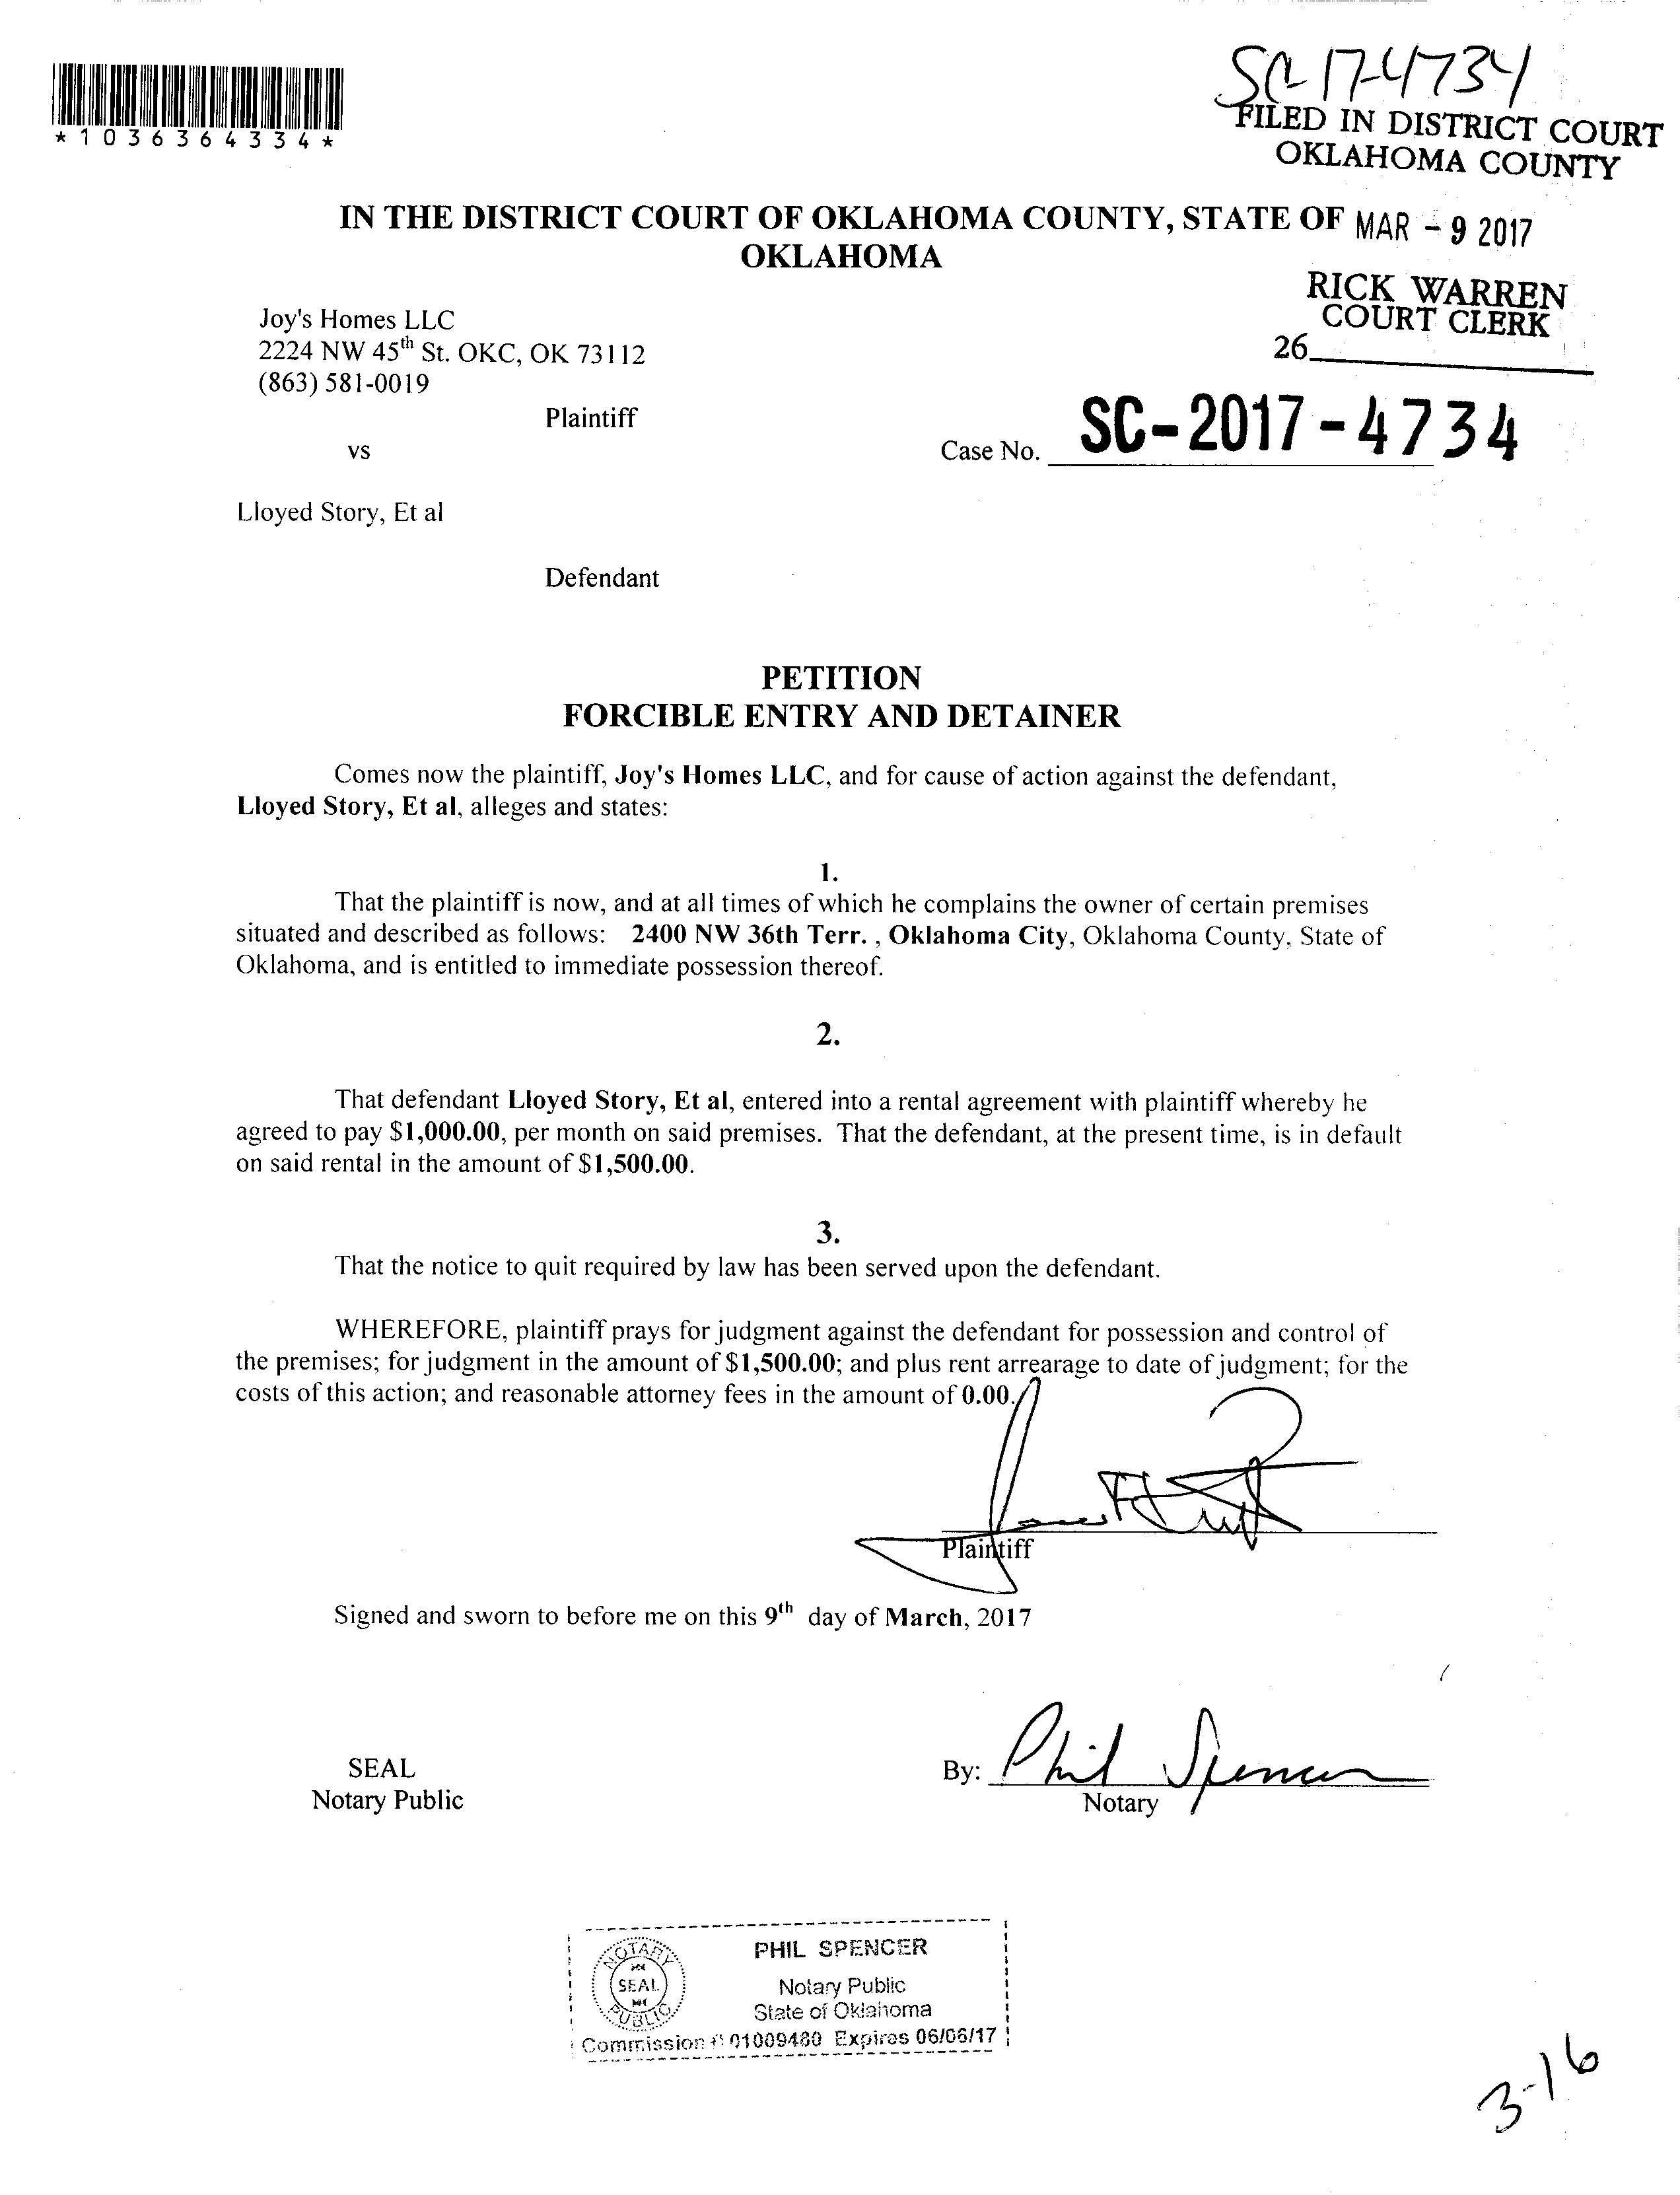 SC-17-4734
*1036364334*
FILED IN DISTRICT COURT
OKLAHOMA COUNTY
IN THE DISTRICT COURT OF OKLAHOMA COUNTY, STATE OF
OKLAHOMA
MAR - 9 2017
RICK WARREN
COURT CLERK
26
Joy's Homes LLC
2224 NW 45th St. OKC, OK 73112
(863) 581-0019
Plaintiff
vs
Case No. SC-2017-4734
Lloyed Story, Et al
Defendant
PETITION
FORCIBLE ENTRY AND DETAINER
Comes now the plaintiff, Joy's Homes LLC, and for cause of action against the defendant,
Lloyed Story, Et al, alleges and states:
1.
That the plaintiff is now, and at all times of which he complains the owner of certain premises
situated and described as follows: 2400 NW 36th Terr. , Oklahoma City, Oklahoma County, State of
Oklahoma, and is entitled to immediate possession thereof.
2.
That defendant Lloyed Story, Et al, entered into a rental agreement with plaintiff whereby he
agreed to pay $1,000.00, per month on said premises. That the defendant, at the present time, is in default
on said rental in the amount of $1,500.00.
3.
That the notice to quit required by law has been served upon the defendant.
WHEREFORE, plaintiff prays for judgment against the defendant for possession and control of
the premises; for judgment in the amount of $1,500.00; and plus rent arrearage to date of judgment; for the
costs of this action; and reasonable attorney fees in the amount of 0.00.
Plaintiff
Signed and sworn to before me on this 9th day of March, 2017
SEAL
Notary Public
By: Phil Spencer
Notary
NOTARY
SEAL
PUBLIC
PHIL SPENCER
Notary Public
State of Oklahoma
Commission # 01009480 Expires 06/06/17
3-16